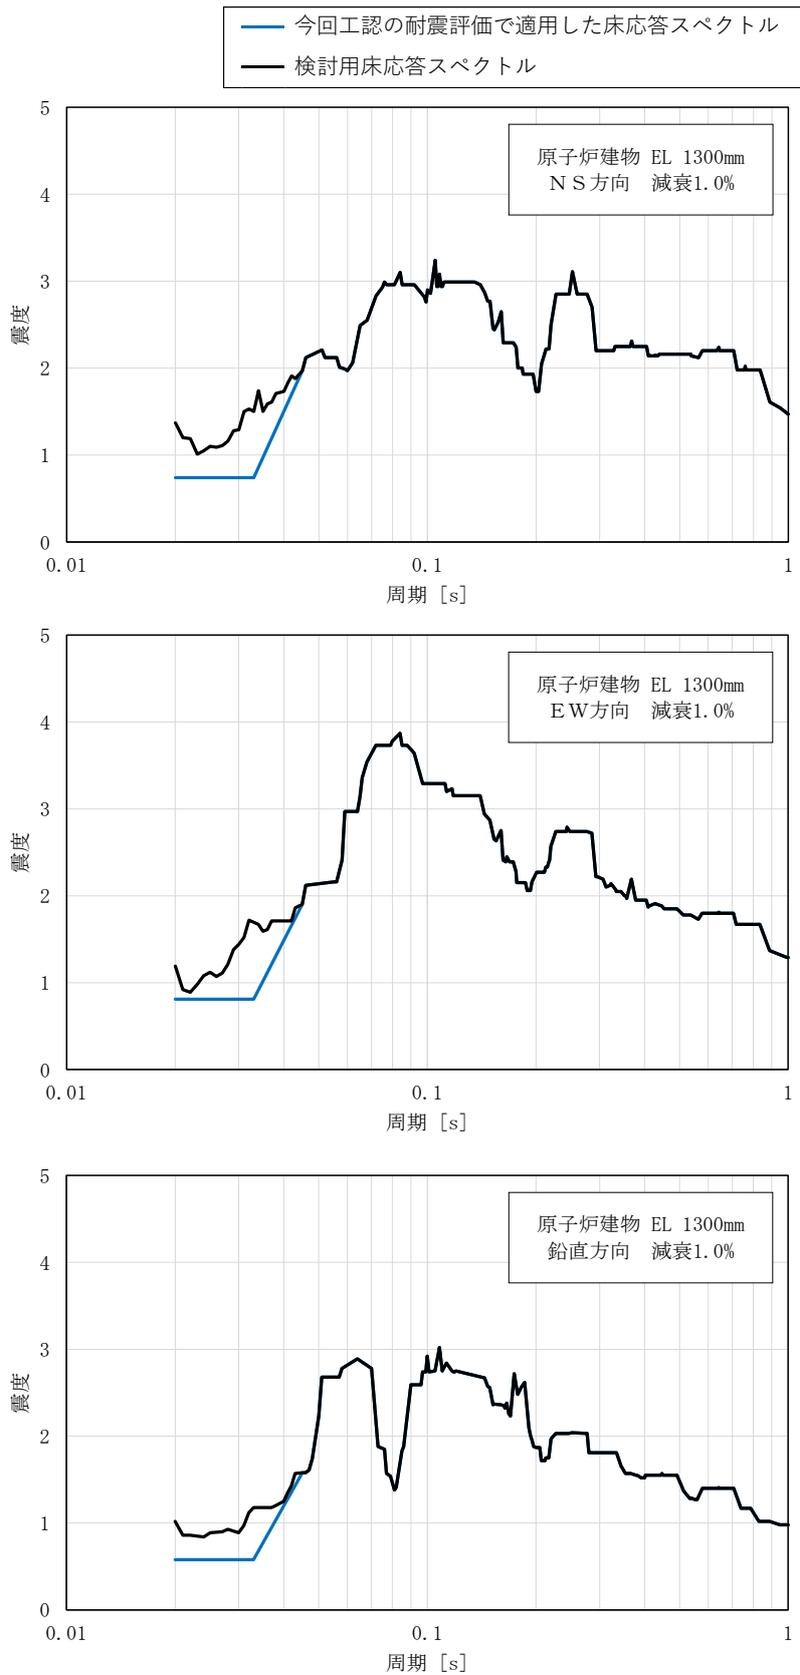 今回工認の耐震評価で適用した床応答スペクトル
検討用床応答スペクトル
5
4
3
2
1
0
震度
原子炉建物 EL 1300mm
ＮＳ方向　減衰1.0%
0.01
0.1
1
周期 [s]
5
4
3
2
1
0
震度
原子炉建物 EL 1300mm
ＥＷ方向　減衰1.0%
0.01
0.1
1
周期 [s]
5
4
3
2
1
0
震度
原子炉建物 EL 1300mm
鉛直方向　減衰1.0%
0.01
0.1
1
周期 [s]